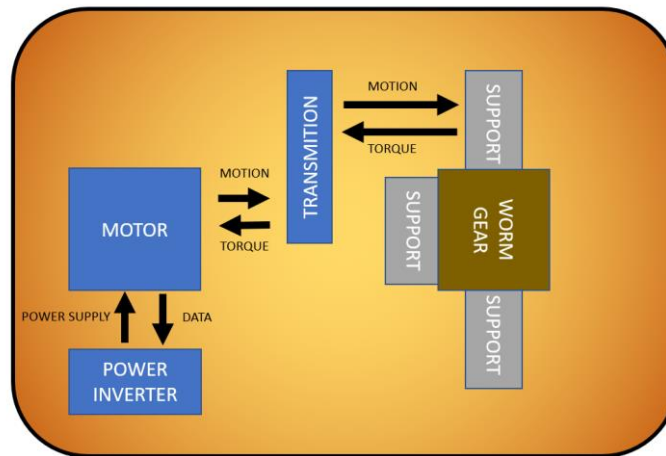 MOTION
TORQUE
SUPPORT
TRANSMITION
MOTION
TORQUE
MOTOR
SUPPORT
WORM
GEAR
POWER SUPPLY
DATA
SUPPORT
POWER
INVERTER